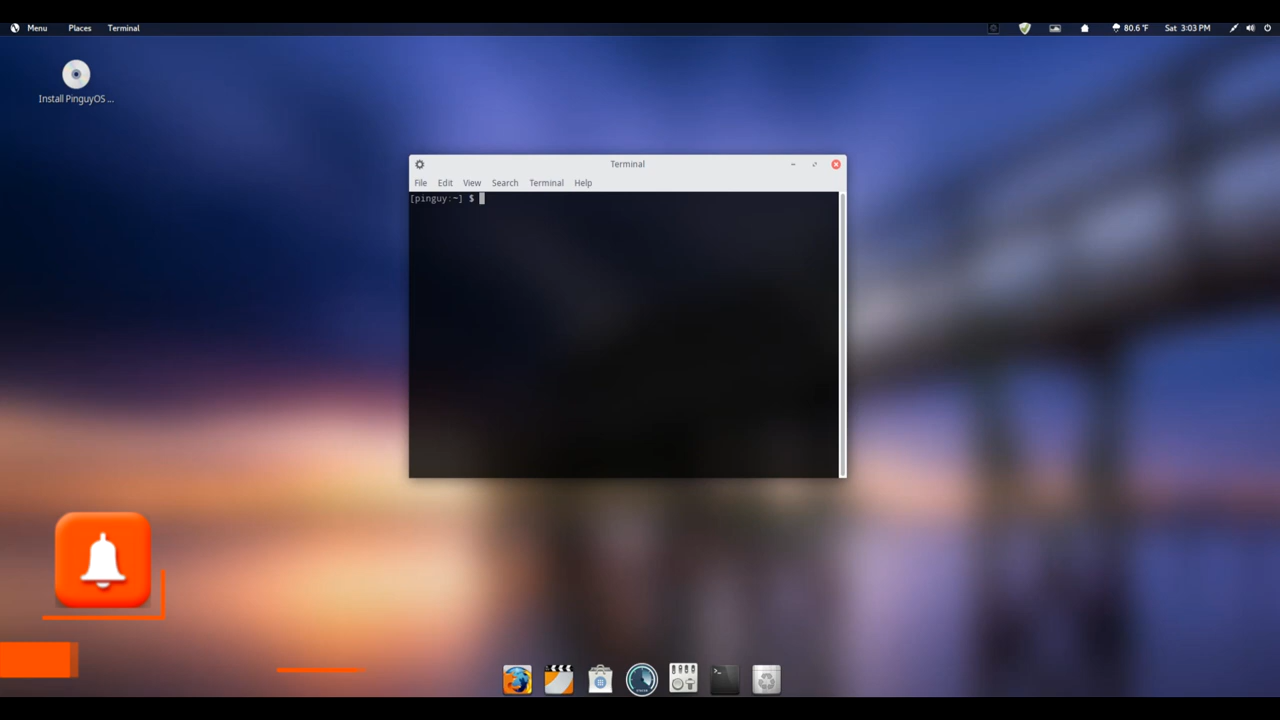 Menu Places Terminal 80.6 °F Sat 3:03 PM
Install PinguyOS ...
Terminal
File Edit View Search Terminal Help
[pinguy:~] $